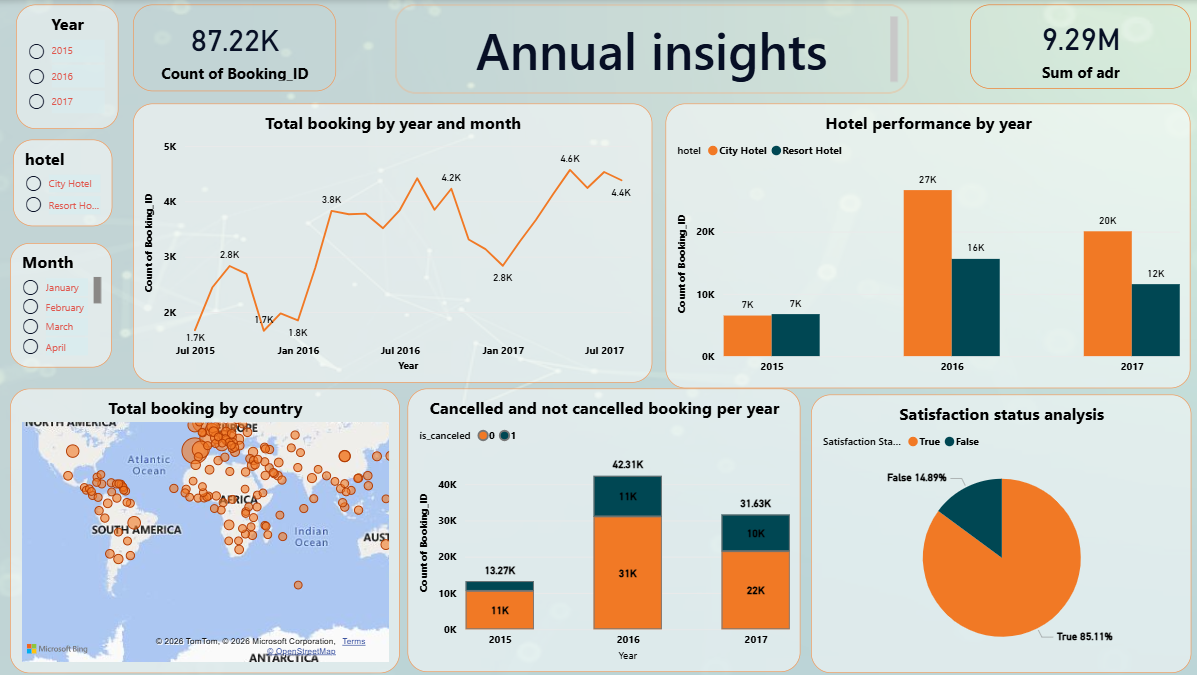 Year
2015
2016
2017
87.22K
Count of Booking_ID
Annual insights
9.29M
Sum of adr
hotel
City Hotel
Resort Ho...
Month
January
February
March
April
Total booking by year and month
Count of Booking_ID
5K
4K
3K
2K
1.7K
2.8K
1.7K
1.8K
3.8K
4.2K
2.8K
4.6K
4.4K
Jul 2015
Jan 2016
Jul 2016
Jan 2017
Jul 2017
Year
Hotel performance by year
hotel City Hotel Resort Hotel
Count of Booking_ID
20K
10K
0K
7K
7K
27K
16K
20K
12K
2015
2016
2017
Total booking by country
NORTH AMERICA
Atlantic
Ocean
AFRICA
SOUTH AMERICA
Indian
Ocean
AUST
ANTARCTICA
Microsoft Bing
© 2026 TomTom, © 2026 Microsoft Corporation, Terms
© OpenStreetMap
Cancelled and not cancelled booking per year
is_canceled 0 1
Count of Booking_ID
40K
30K
20K
10K
0K
13.27K
11K
42.31K
11K
31K
31.63K
10K
22K
2015
2016
2017
Year
Satisfaction status analysis
Satisfaction Sta... True False
False 14.89%
True 85.11%